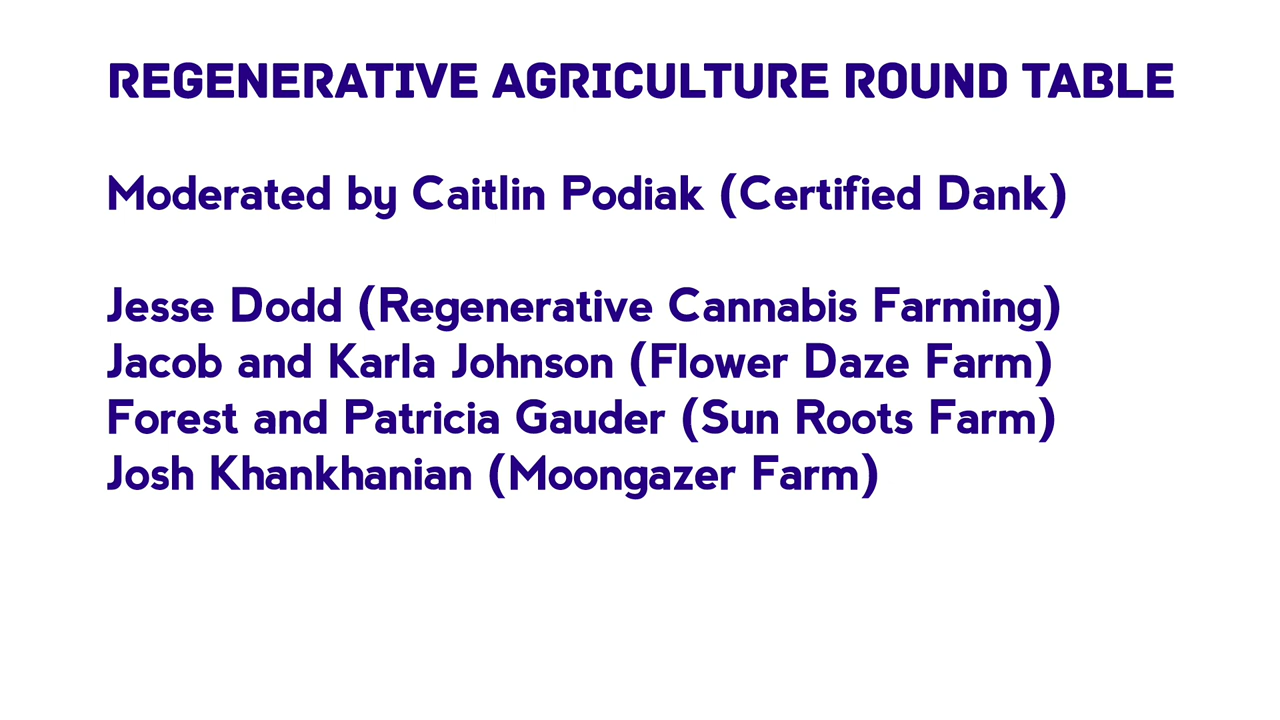 REGENERATIVE AGRICULTURE ROUND TABLE
Moderated by Caitlin Podiak (Certified Dank)
Jesse Dodd (Regenerative Cannabis Farming)
Jacob and Karla Johnson (Flower Daze Farm)
Forest and Patricia Gauder (Sun Roots Farm)
Josh Khankhanian (Moongazer Farm)